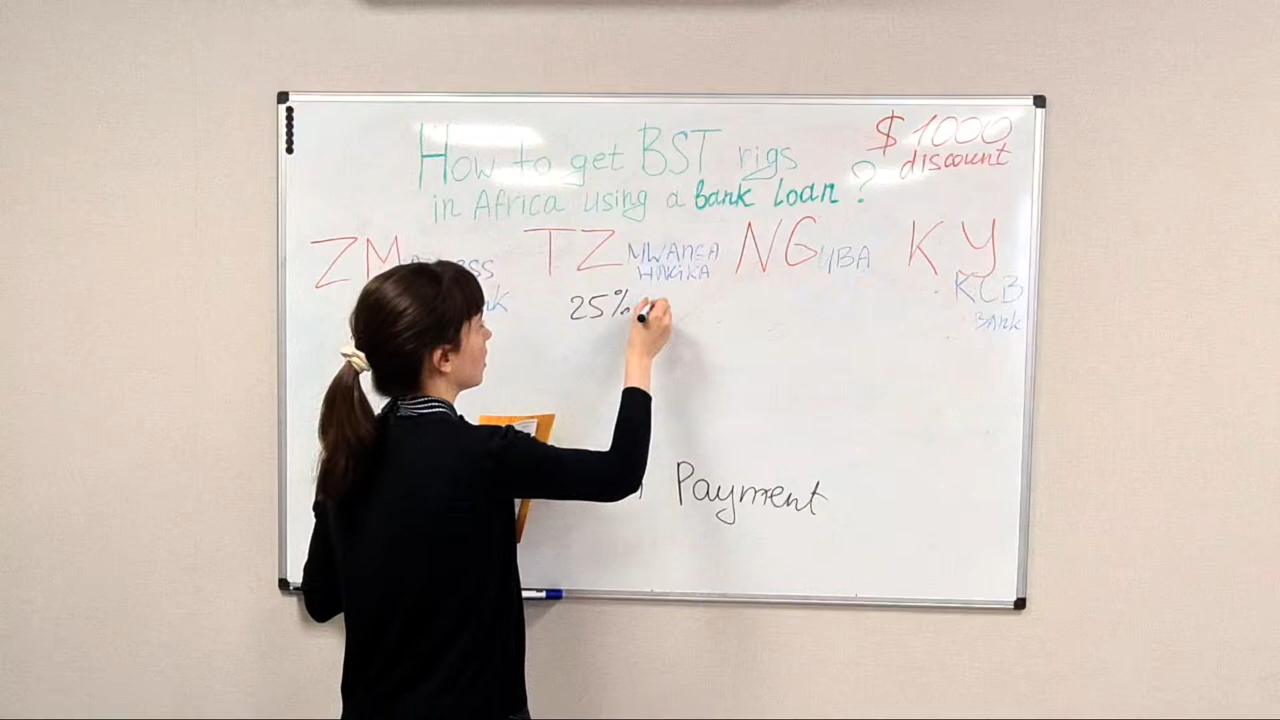 How to get BST rigs
in Africa using a bank loan?
$1000
discount
ZM
TZ MWANGA
HAKIKA
NG UBA
KY
KCB
BANK
25%
Payment